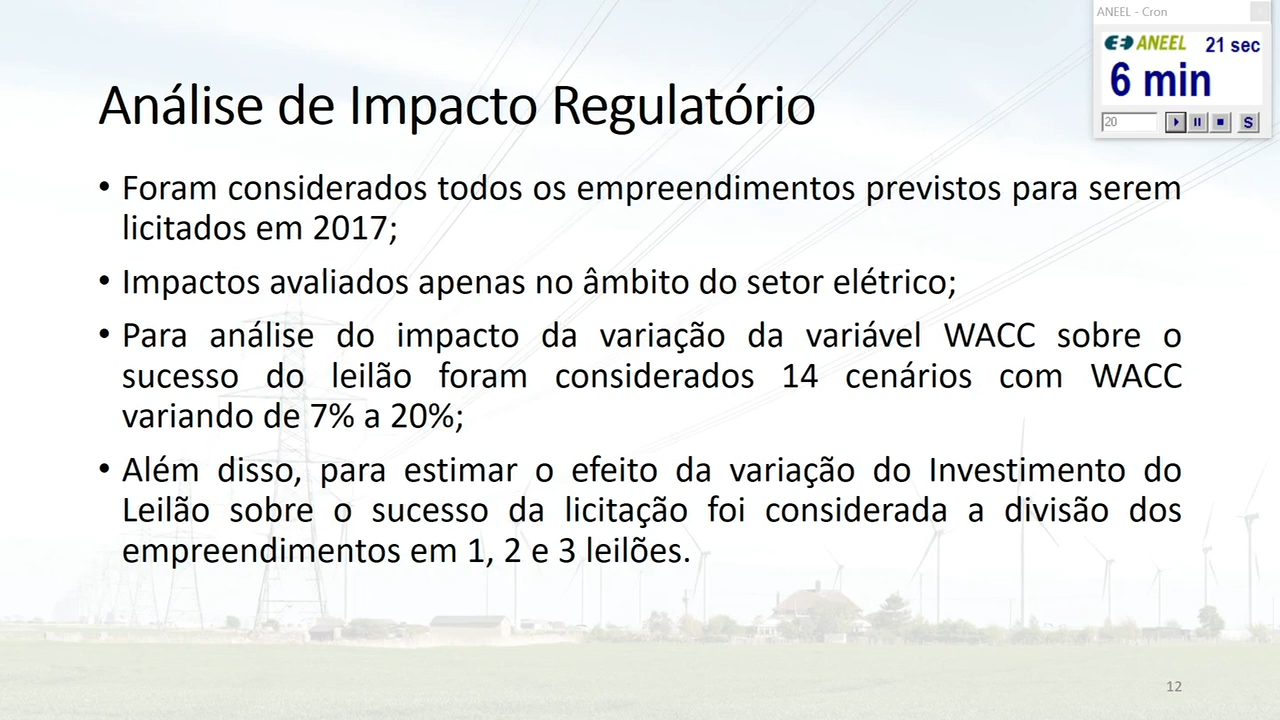 ANEEL - Cron
ANEEL 21 sec
6 min
20
S
Análise de Impacto Regulatório
• Foram considerados todos os empreendimentos previstos para serem
licitados em 2017;
• Impactos avaliados apenas no âmbito do setor elétrico;
• Para análise do impacto da variação da variável WACC sobre o
sucesso do leilão foram considerados 14 cenários com WACC
variando de 7% a 20%;
• Além disso, para estimar o efeito da variação do Investimento do
Leilão sobre o sucesso da licitação foi considerada a divisão dos
empreendimentos em 1, 2 e 3 leilões.
12